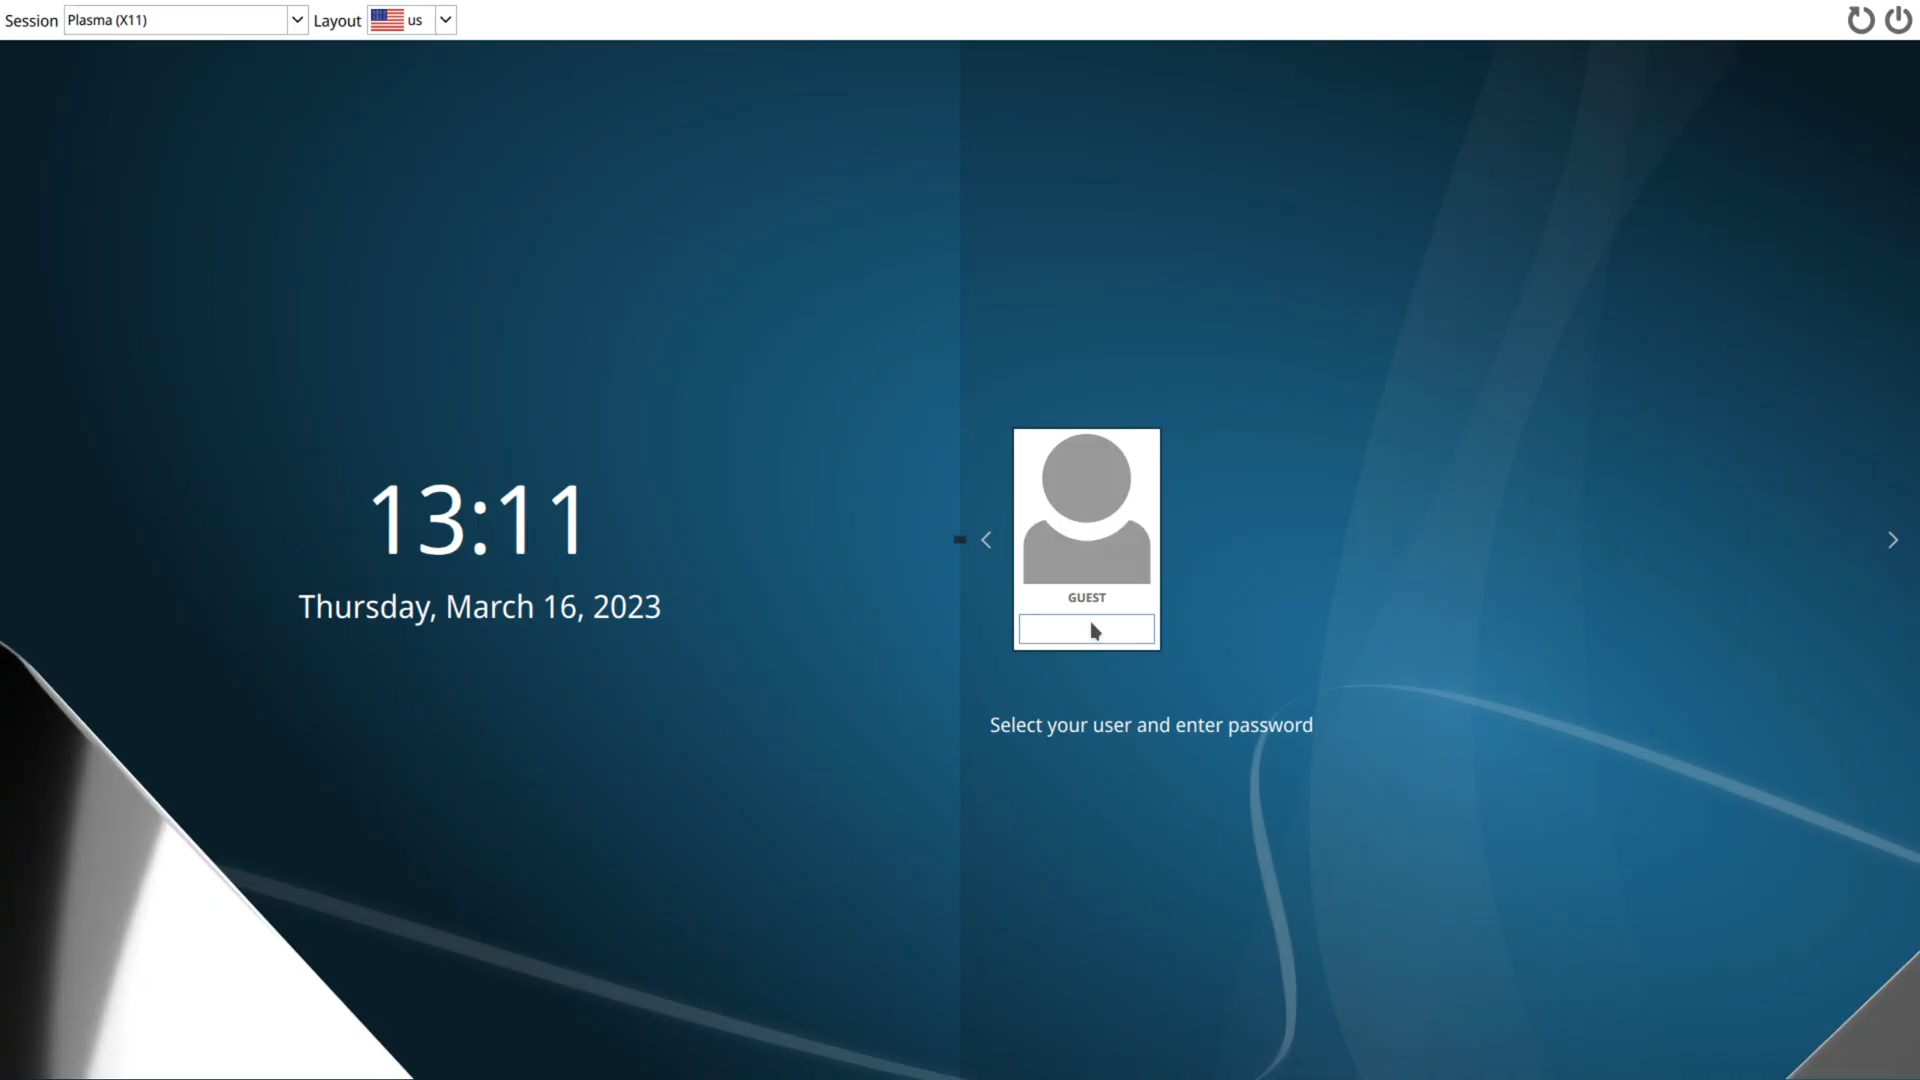 Session Plasma (X11) Layout us
13:11
Thursday, March 16, 2023
GUEST
Select your user and enter password